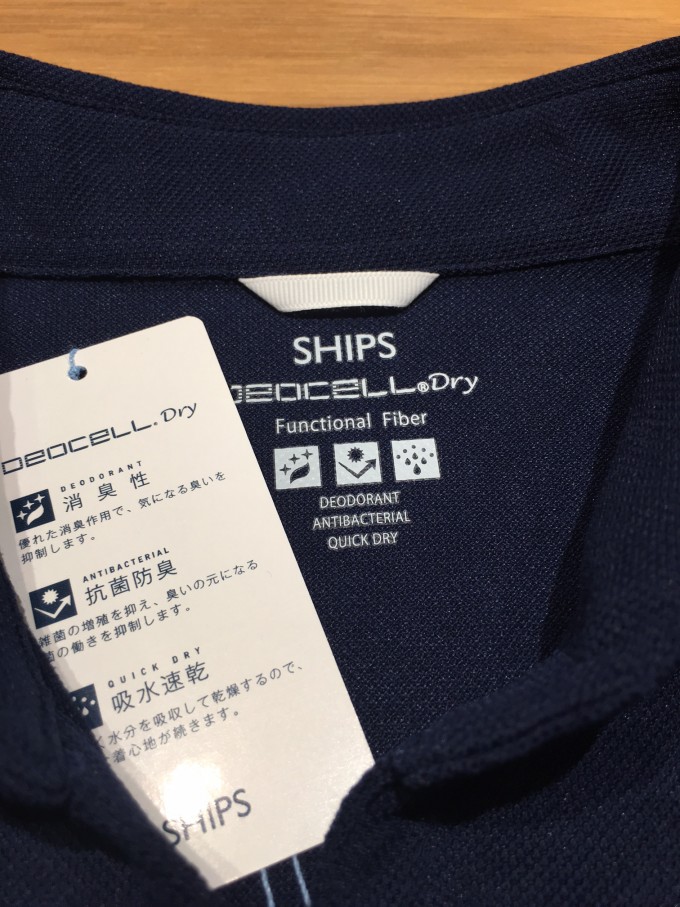 SHIPS
DEOCELL®Dry
Functional Fiber
DEODORANT
ANTIBACTERIAL
QUICK DRY
DEOCELL.Dry
DEODORANT
消臭性
優れた消臭作用で、気になる臭いを
抑制します。
ANTIBACTERIAL
抗菌防臭
雑菌の増殖を抑え、臭いの元になる
菌の働きを抑制します。
QUICK DRY
吸水速乾
く水分を吸収して乾燥するので、
着心地が続きます。
SHIPS